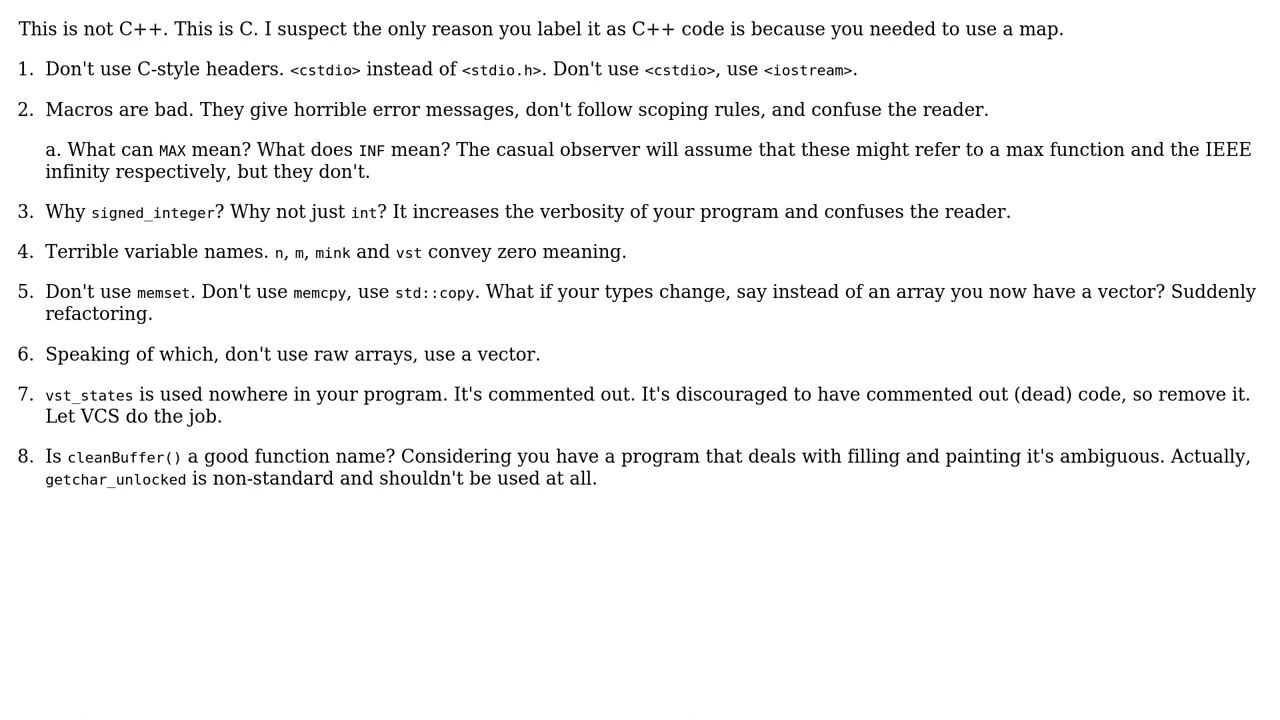 This is not C++. This is C. I suspect the only reason you label it as C++ code is because you needed to use a map.
1. Don't use C-style headers. <cstdio> instead of <stdio.h>. Don't use <cstdio>, use <iostream>.
2. Macros are bad. They give horrible error messages, don't follow scoping rules, and confuse the reader.
a. What can MAX mean? What does INF mean? The casual observer will assume that these might refer to a max function and the IEEE
infinity respectively, but they don't.
3. Why signed_integer? Why not just int? It increases the verbosity of your program and confuses the reader.
4. Terrible variable names. n, m, mink and vst convey zero meaning.
5. Don't use memset. Don't use memcpy, use std::copy. What if your types change, say instead of an array you now have a vector? Suddenly
refactoring.
6. Speaking of which, don't use raw arrays, use a vector.
7. vst_states is used nowhere in your program. It's commented out. It's discouraged to have commented out (dead) code, so remove it.
Let VCS do the job.
8. Is cleanBuffer() a good function name? Considering you have a program that deals with filling and painting it's ambiguous. Actually,
getchar_unlocked is non-standard and shouldn't be used at all.